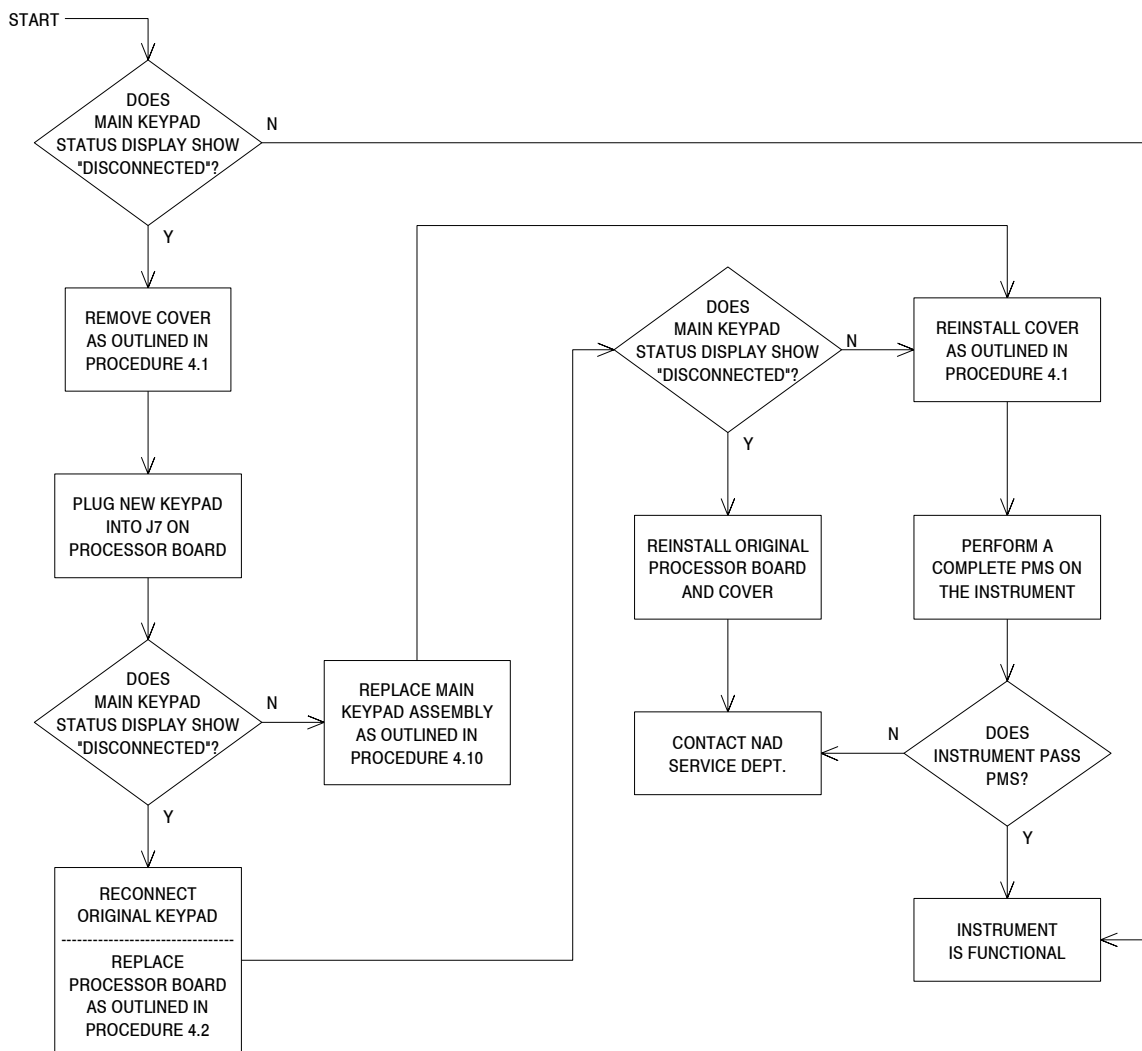 START
DOES
MAIN KEYPAD
STATUS DISPLAY SHOW
"DISCONNECTED"?
N
Y
REMOVE COVER
AS OUTLINED IN
PROCEDURE 4.1
PLUG NEW KEYPAD
INTO J7 ON
PROCESSOR BOARD
DOES
MAIN KEYPAD
STATUS DISPLAY SHOW
"DISCONNECTED"?
N
Y
REPLACE MAIN
KEYPAD ASSEMBLY
AS OUTLINED IN
PROCEDURE 4.10
RECONNECT
ORIGINAL KEYPAD
REPLACE
PROCESSOR BOARD
AS OUTLINED IN
PROCEDURE 4.2
DOES
MAIN KEYPAD
STATUS DISPLAY SHOW
"DISCONNECTED"?
N
Y
REINSTALL ORIGINAL
PROCESSOR BOARD
AND COVER
CONTACT NAD
SERVICE DEPT.
REINSTALL COVER
AS OUTLINED IN
PROCEDURE 4.1
PERFORM A
COMPLETE PMS ON
THE INSTRUMENT
DOES
INSTRUMENT PASS
PMS?
N
Y
INSTRUMENT
IS FUNCTIONAL